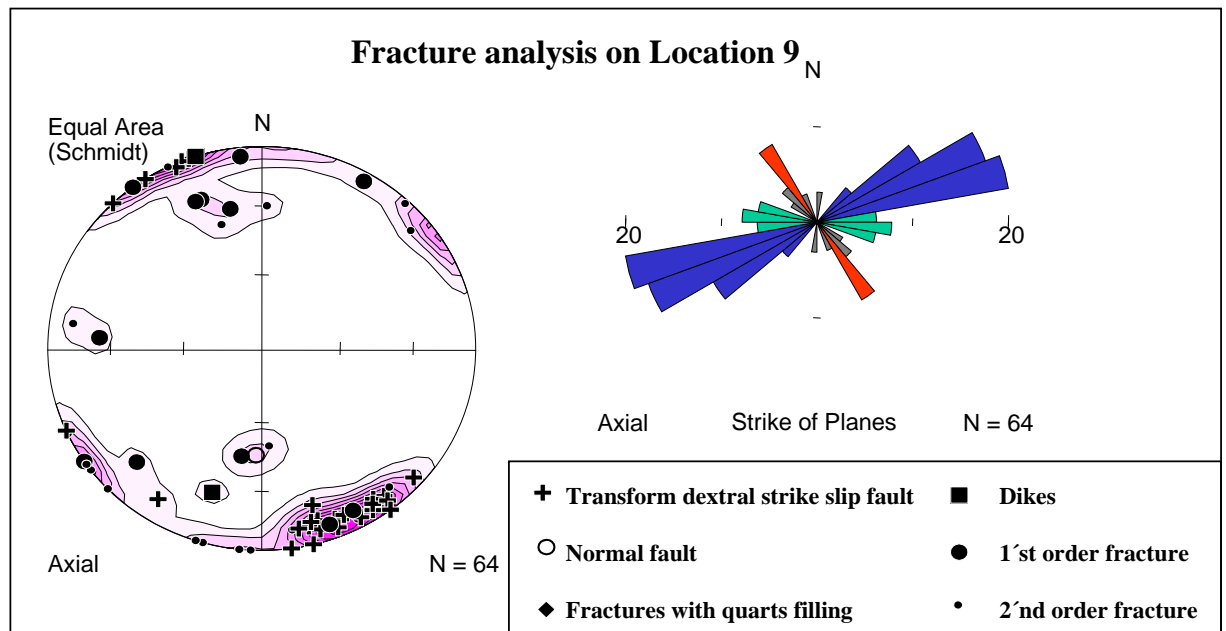 Fracture analysis on Location 9
N
Equal Area
(Schmidt)
N
20
20
Axial
N = 64
Axial
Strike of Planes
N = 64
Transform dextral strike slip fault
Dikes
Normal fault
1´st order fracture
Fractures with quarts filling
2´nd order fracture